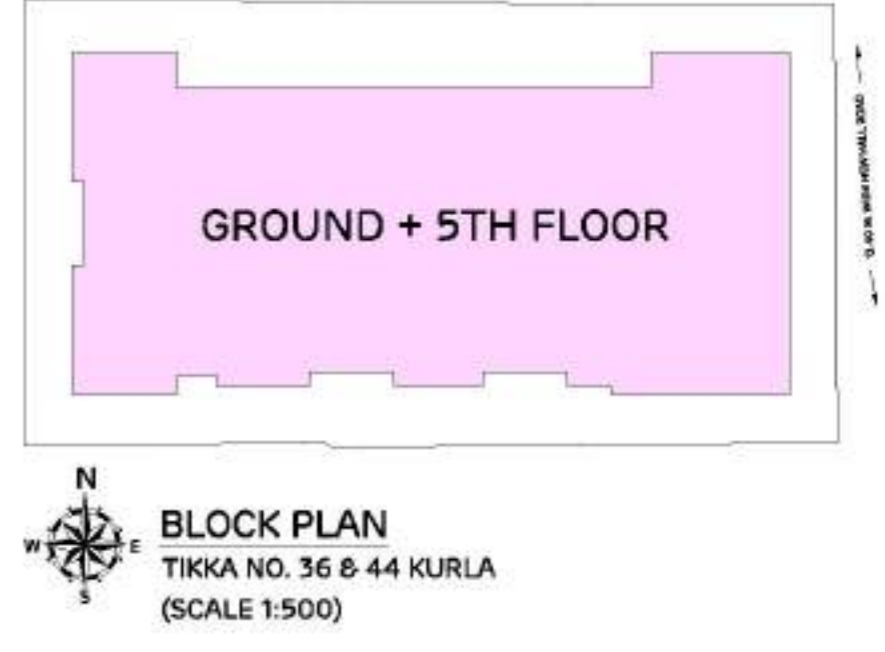 GROUND + 5TH FLOOR
N
W
E
S
BLOCK PLAN
TIKKA NO. 36 & 44 KURLA
(SCALE 1:500)